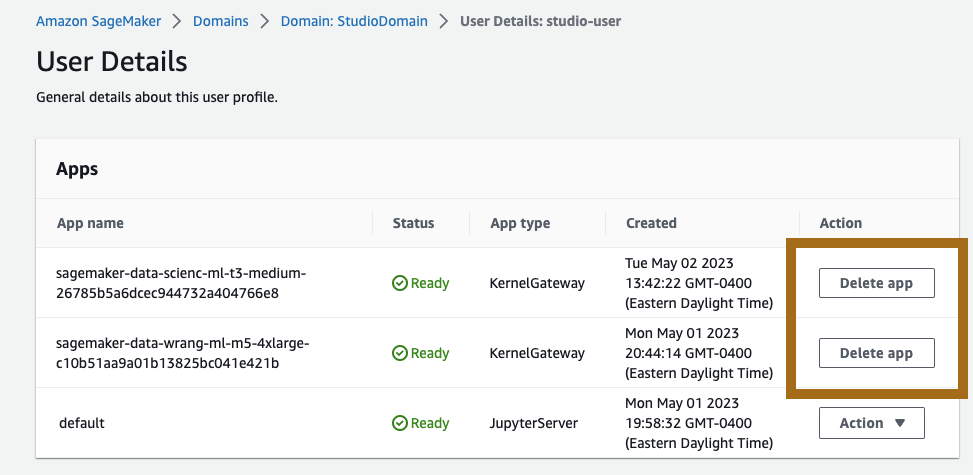 Amazon SageMaker > Domains > Domain: StudioDomain > User Details: studio-user
User Details
General details about this user profile.
Apps
App name Status App type Created Action
sagemaker-data-scienc-ml-t3-medium-
26785b5a6dcec944732a404766e8
Ready
KernelGateway
Tue May 02 2023
13:42:22 GMT-0400
(Eastern Daylight Time)
Delete app
sagemaker-data-wrang-ml-m5-4xlarge-
c10b51aa9a01b13825bc041e421b
Ready
KernelGateway
Mon May 01 2023
20:44:14 GMT-0400
(Eastern Daylight Time)
Delete app
default
Ready
JupyterServer
Mon May 01 2023
19:58:32 GMT-0400
(Eastern Daylight Time)
Action